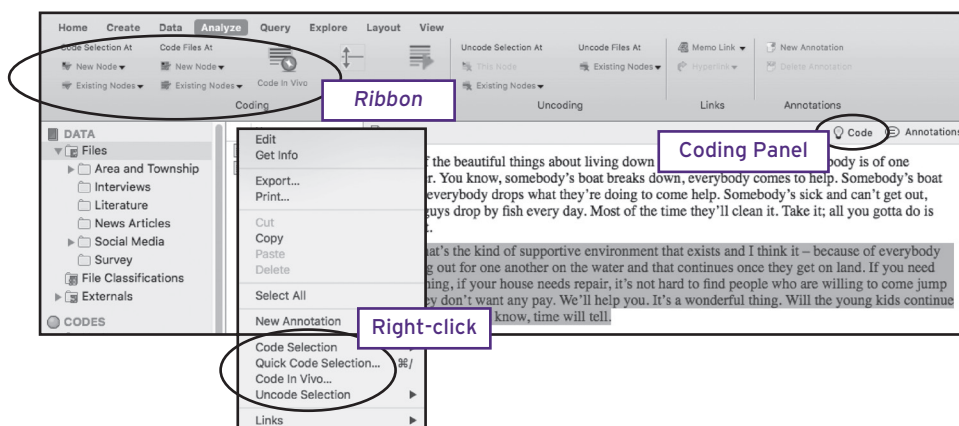 Home Create Data Analyze Query Explore Layout View
Code Selection At Code Files At Uncode Selection At Uncode Files At Memo Link New Annotation
New Node New Node This Node Existing Nodes Hyperlink Delete Annotation
Existing Nodes Existing Nodes Code In Vivo Existing Nodes
Coding Uncoding Links Annotations
Ribbon
DATA
Files
Area and Township
Interviews
Literature
News Articles
Social Media
Survey
File Classifications
Externals
CODES
Edit
Get Info
Export...
Print...
Cut
Copy
Paste
Delete
Select All
New Annotation
Right-click
Code Selection
Quick Code Selection... ⌘/
Code In Vivo...
Uncode Selection
Links
Code Annotations
Coding Panel
f the beautiful things about living down body is of one
r. You know, somebody's boat breaks down, everybody comes to help. Somebody's boat
everybody drops what they're doing to come help. Somebody's sick and can't get out,
guys drop by fish every day. Most of the time they'll clean it. Take it; all you gotta do is
t.
hat's the kind of supportive environment that exists and I think it – because of everybody
g out for one another on the water and that continues once they get on land. If you need
hing, if your house needs repair, it's not hard to find people who are willing to come jump
ey don't want any pay. We'll help you. It's a wonderful thing. Will the young kids continue
know, time will tell.